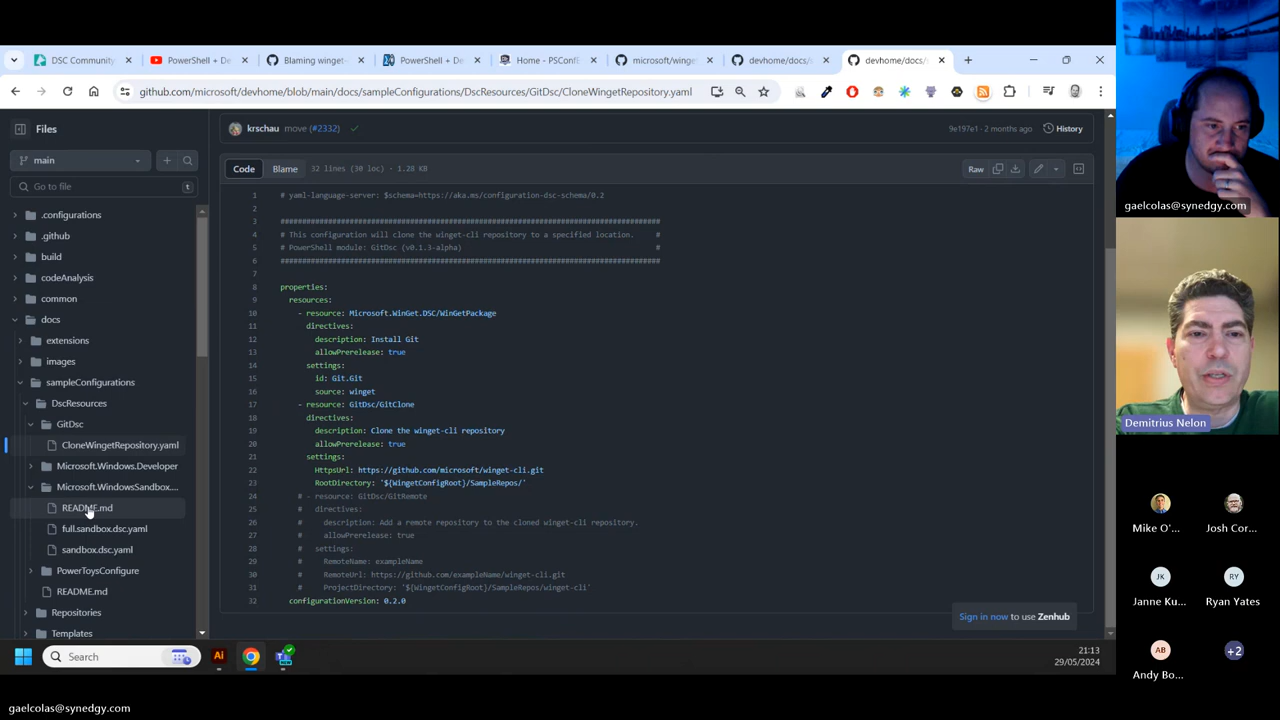 DSC Community
PowerShell + De
Blaming winget-
PowerShell + De
Home - PSConfE
microsoft/winge
devhome/docs/
devhome/docs/
github.com/microsoft/devhome/blob/main/docs/sampleConfigurations/DscResources/GitDsc/CloneWingetRepository.yaml
Files
main
Go to file
t
.configurations
.github
build
codeAnalysis
common
docs
extensions
images
sampleConfigurations
DscResources
GitDsc
CloneWingetRepository.yaml
Microsoft.Windows.Developer
Microsoft.WindowsSandbox....
README.md
full.sandbox.dsc.yaml
sandbox.dsc.yaml
PowerToysConfigure
README.md
Repositories
Templates
krschau move (#2332)
9e197e1 · 2 months ago
History
Code
Blame
32 lines (30 loc) · 1.28 KB
Raw
1 # yaml-language-server: $schema=https://aka.ms/configuration-dsc-schema/0.2
2
3 ##########################################################################################
4 # This configuration will clone the winget-cli repository to a specified location. #
5 # PowerShell module: GitDsc (v0.1.3-alpha) #
6 ##########################################################################################
7
8 properties:
9 resources:
10 - resource: Microsoft.WinGet.DSC/WinGetPackage
11 directives:
12 description: Install Git
13 allowPrerelease: true
14 settings:
15 id: Git.Git
16 source: winget
17 - resource: GitDsc/GitClone
18 directives:
19 description: Clone the winget-cli repository
20 allowPrerelease: true
21 settings:
22 HttpsUrl: https://github.com/microsoft/winget-cli.git
23 RootDirectory: '${WingetConfigRoot}/SampleRepos/'
24 # - resource: GitDsc/GitRemote
25 # directives:
26 # description: Add a remote repository to the cloned winget-cli repository.
27 # allowPrerelease: true
28 # settings:
29 # RemoteName: exampleName
30 # RemoteUrl: https://github.com/exampleName/winget-cli.git
31 # ProjectDirectory: '${WingetConfigRoot}/SampleRepos/winget-cli'
32 configurationVersion: 0.2.0
Sign in now to use Zenhub
Search
Ai
21:13
29/05/2024
gaelcolas@synedgy.com
gaelcolas@synedgy.com
Demitrius Nelon
Mike O'...
Josh Cor...
JK
RY
Janne Ku...
Ryan Yates
AB
+2
Andy Bo...